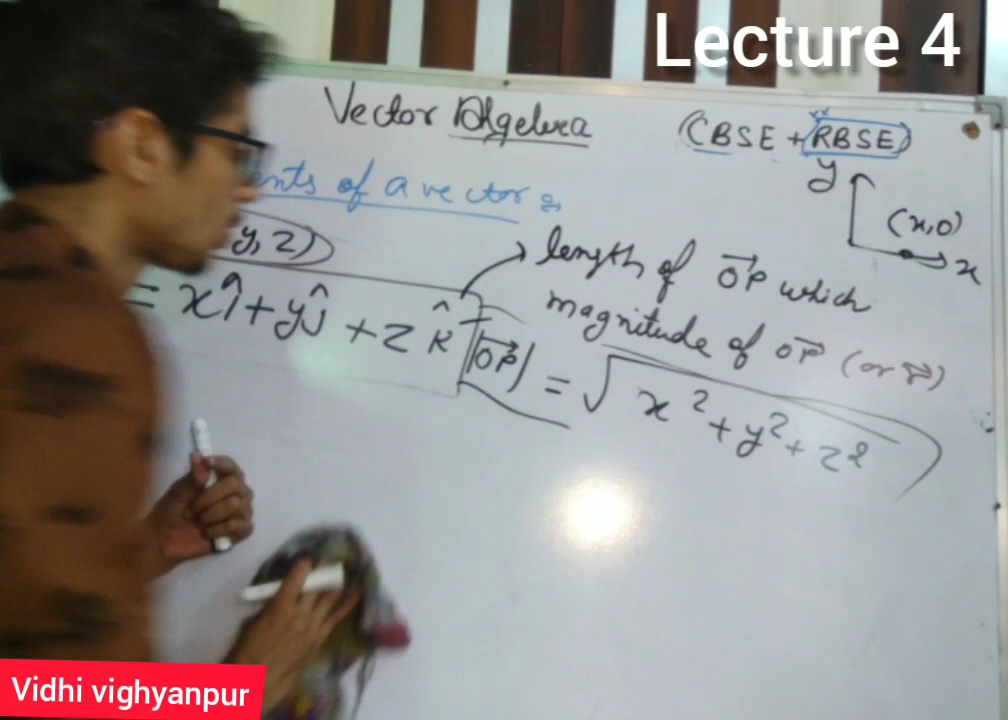 Lecture 4
Vector Algebra (CBSE + RBSE)
ents of a vector :
y
(x,0)
x
y, z)
length of OP⃗ which
= xî + yĵ + z k̂
magnitude of OP⃗ (or r⃗)
|OP⃗| = √x² + y² + z²
Vidhi vighyanpur